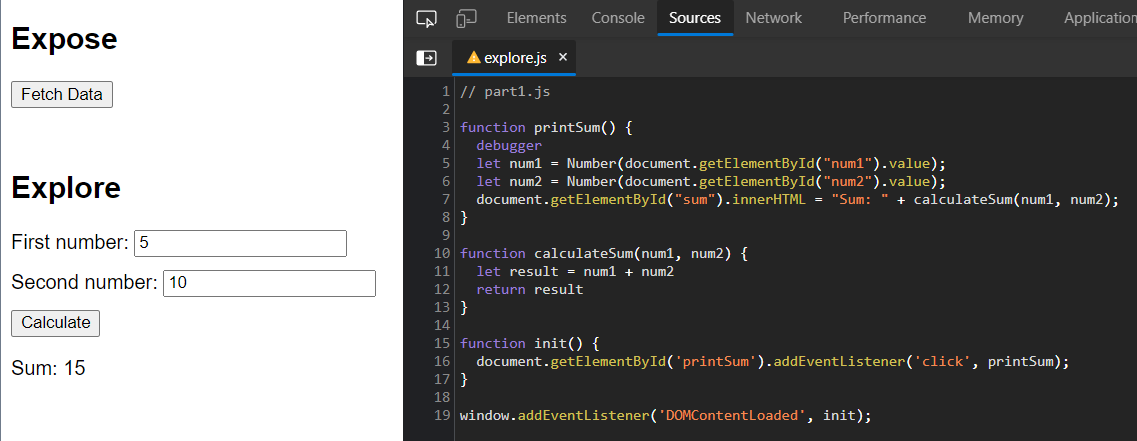 Expose
Fetch Data
Explore
First number: 5
Second number: 10
Calculate
Sum: 15
Elements Console Sources Network Performance Memory Application
explore.js ×
1 // part1.js
2
3 function printSum() {
4   debugger
5   let num1 = Number(document.getElementById("num1").value);
6   let num2 = Number(document.getElementById("num2").value);
7   document.getElementById("sum").innerHTML = "Sum: " + calculateSum(num1, num2);
8 }
9
10 function calculateSum(num1, num2) {
11   let result = num1 + num2
12   return result
13 }
14
15 function init() {
16   document.getElementById('printSum').addEventListener('click', printSum);
17 }
18
19 window.addEventListener('DOMContentLoaded', init);